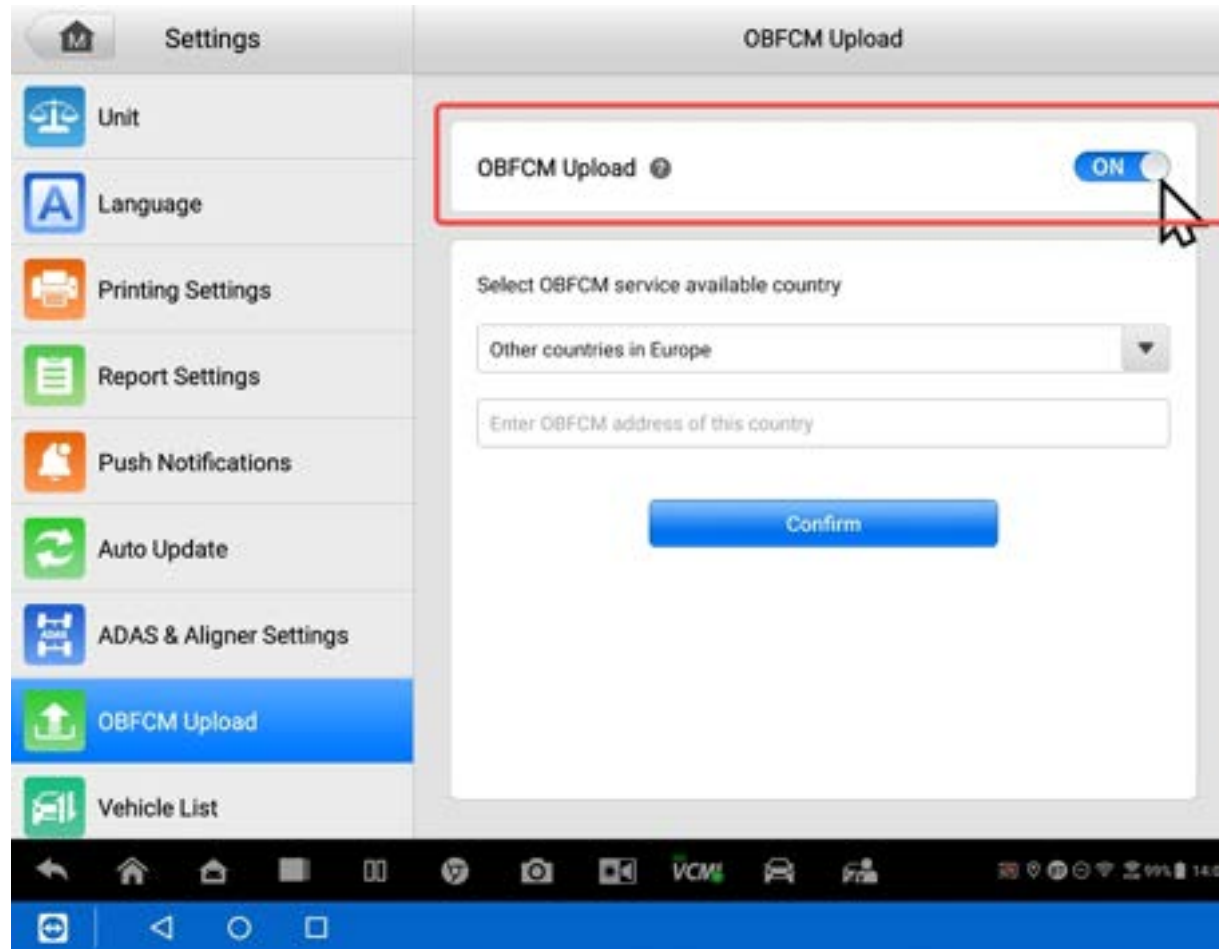 Settings
OBFCM Upload
Unit
OBFCM Upload
ON
Language
Select OBFCM service available country
Printing Settings
Other countries in Europe
Report Settings
Enter OBFCM address of this country
Push Notifications
Confirm
Auto Update
ADAS & Aligner Settings
OBFCM Upload
Vehicle List
VCMI
99%